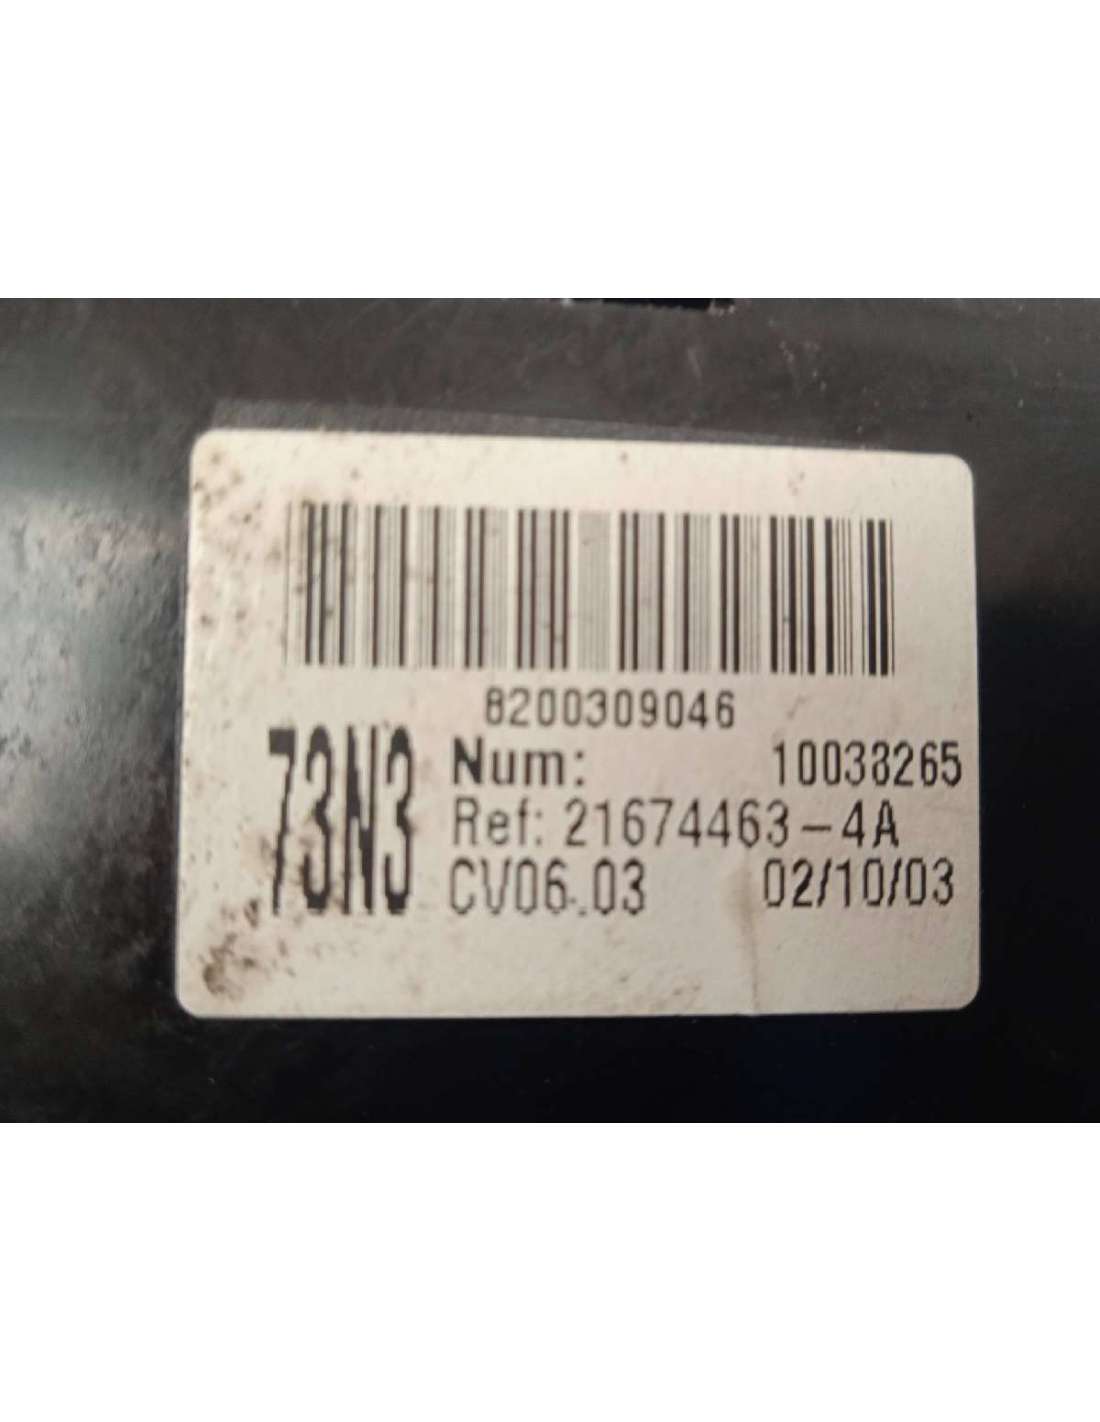 8200309046
73N3
Num: 10038265
Ref: 21674463-4A
CV06.03 02/10/03